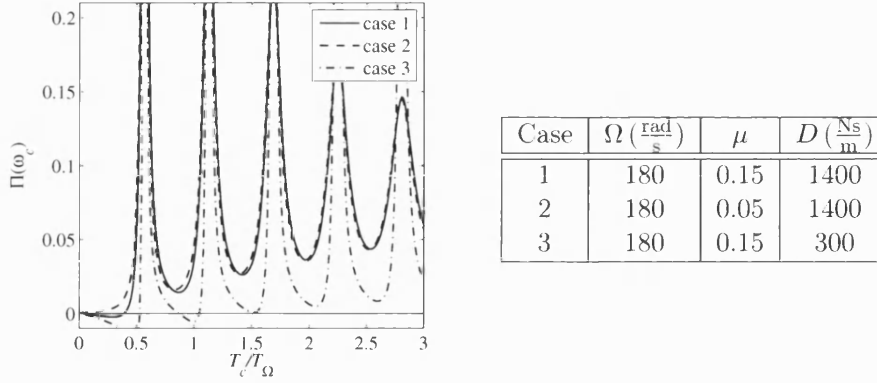 0.2
0.15
0.1
0.05
0
Π(ω_c)
case 1
case 2
case 3
0 0.5 1 1.5 2 2.5 3
T_c/T_Ω
Case Ω (rad/s) μ D (Ns/m)
1 180 0.15 1400
2 180 0.05 1400
3 180 0.15 300